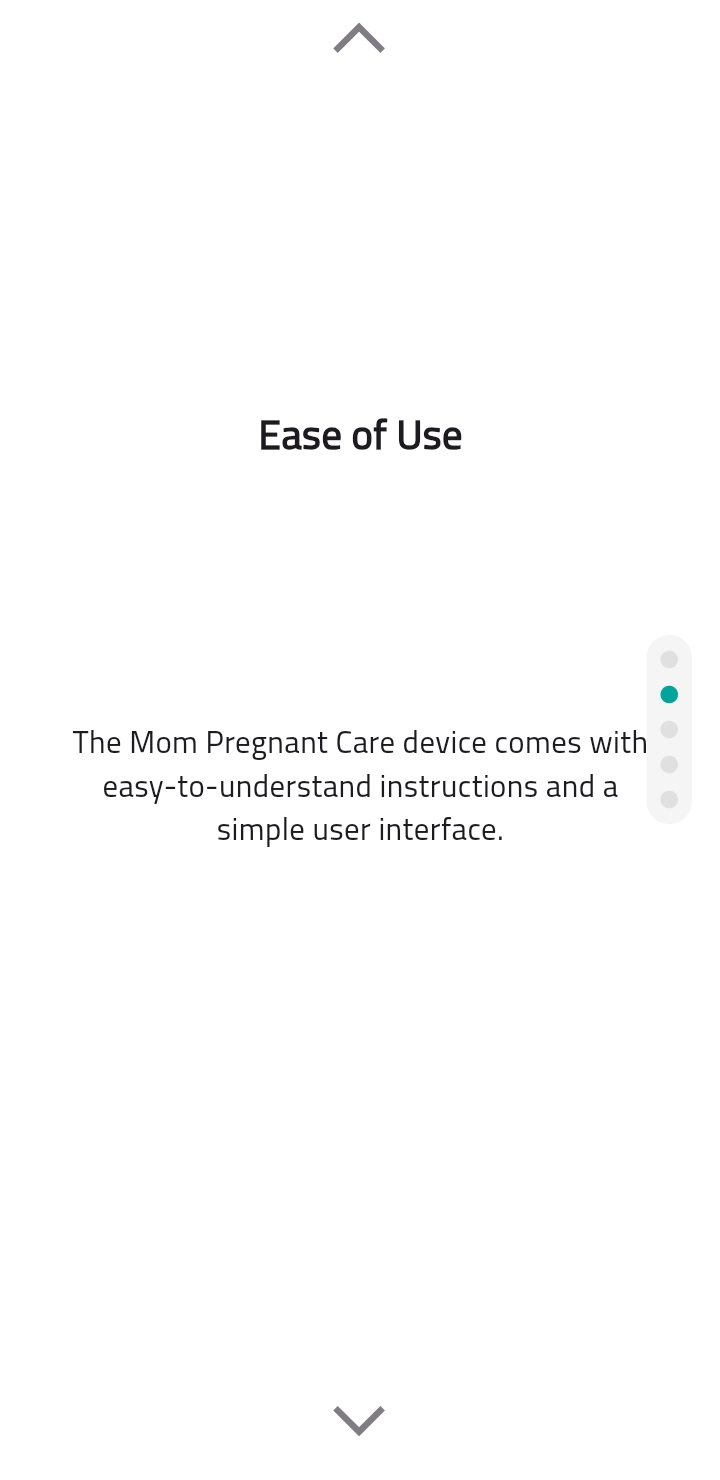 Ease of Use
The Mom Pregnant Care device comes with
easy-to-understand instructions and a
simple user interface.